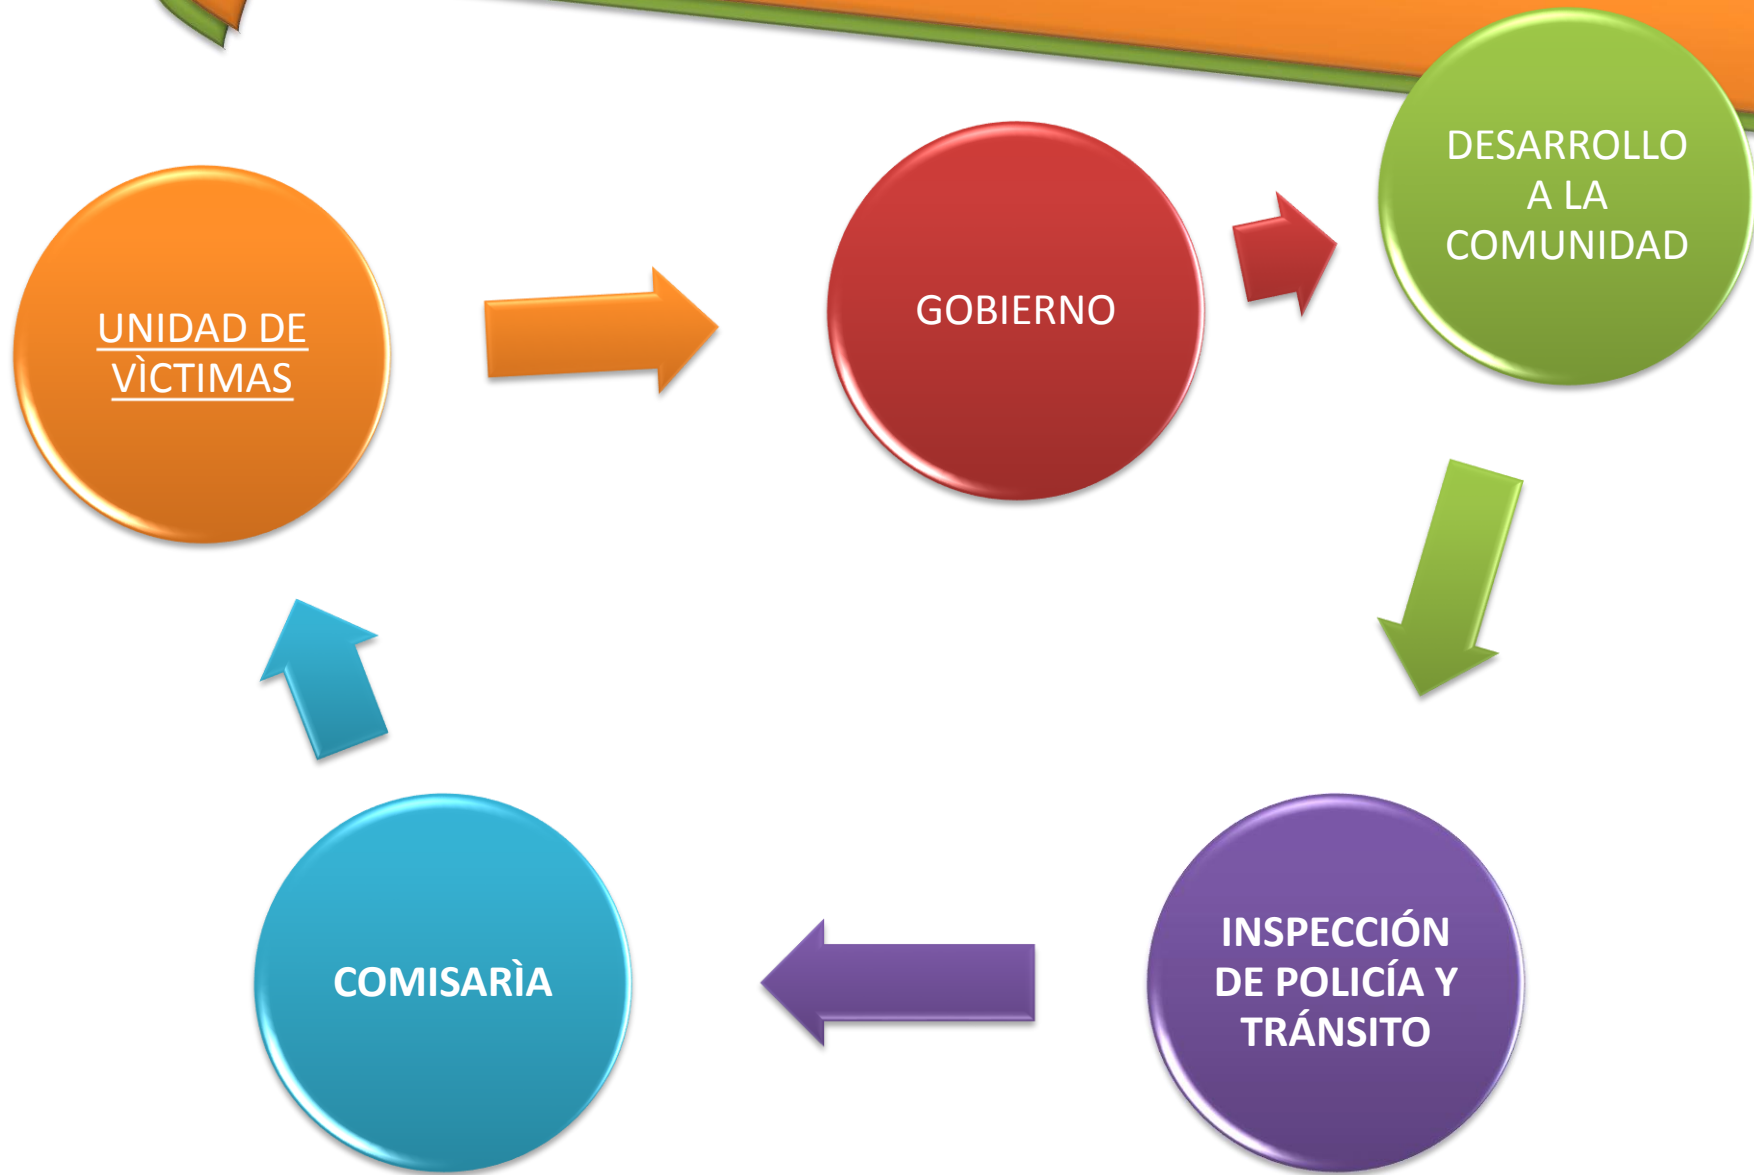 UNIDAD DE
VÌCTIMAS
GOBIERNO
DESARROLLO
A LA
COMUNIDAD
INSPECCIÓN
DE POLICÍA Y
TRÁNSITO
COMISARÌA